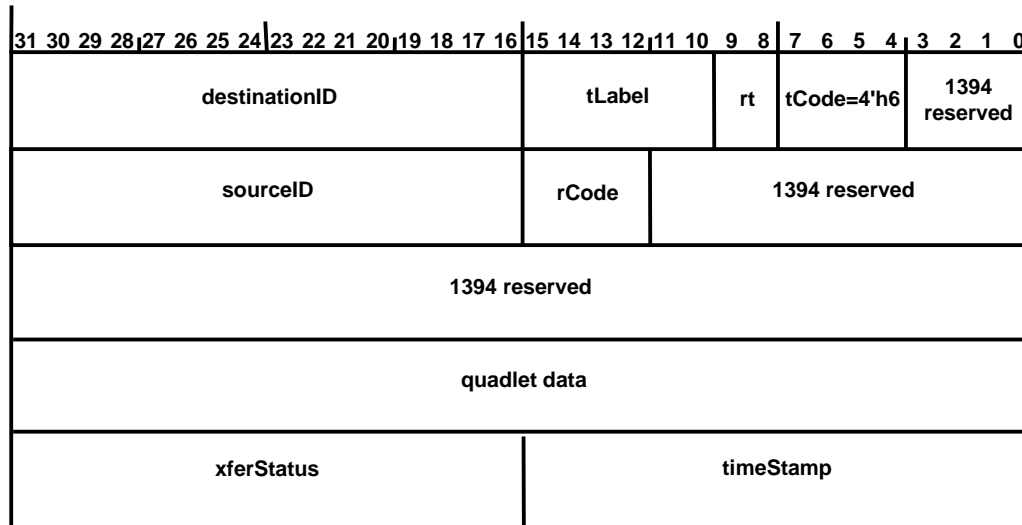 31 30 29 28 27 26 25 24 23 22 21 20 19 18 17 16 15 14 13 12 11 10 9 8 7 6 5 4 3 2 1 0
destinationID tLabel rt tCode=4'h6 1394
reserved
sourceID rCode 1394 reserved
1394 reserved
quadlet data
xferStatus timeStamp